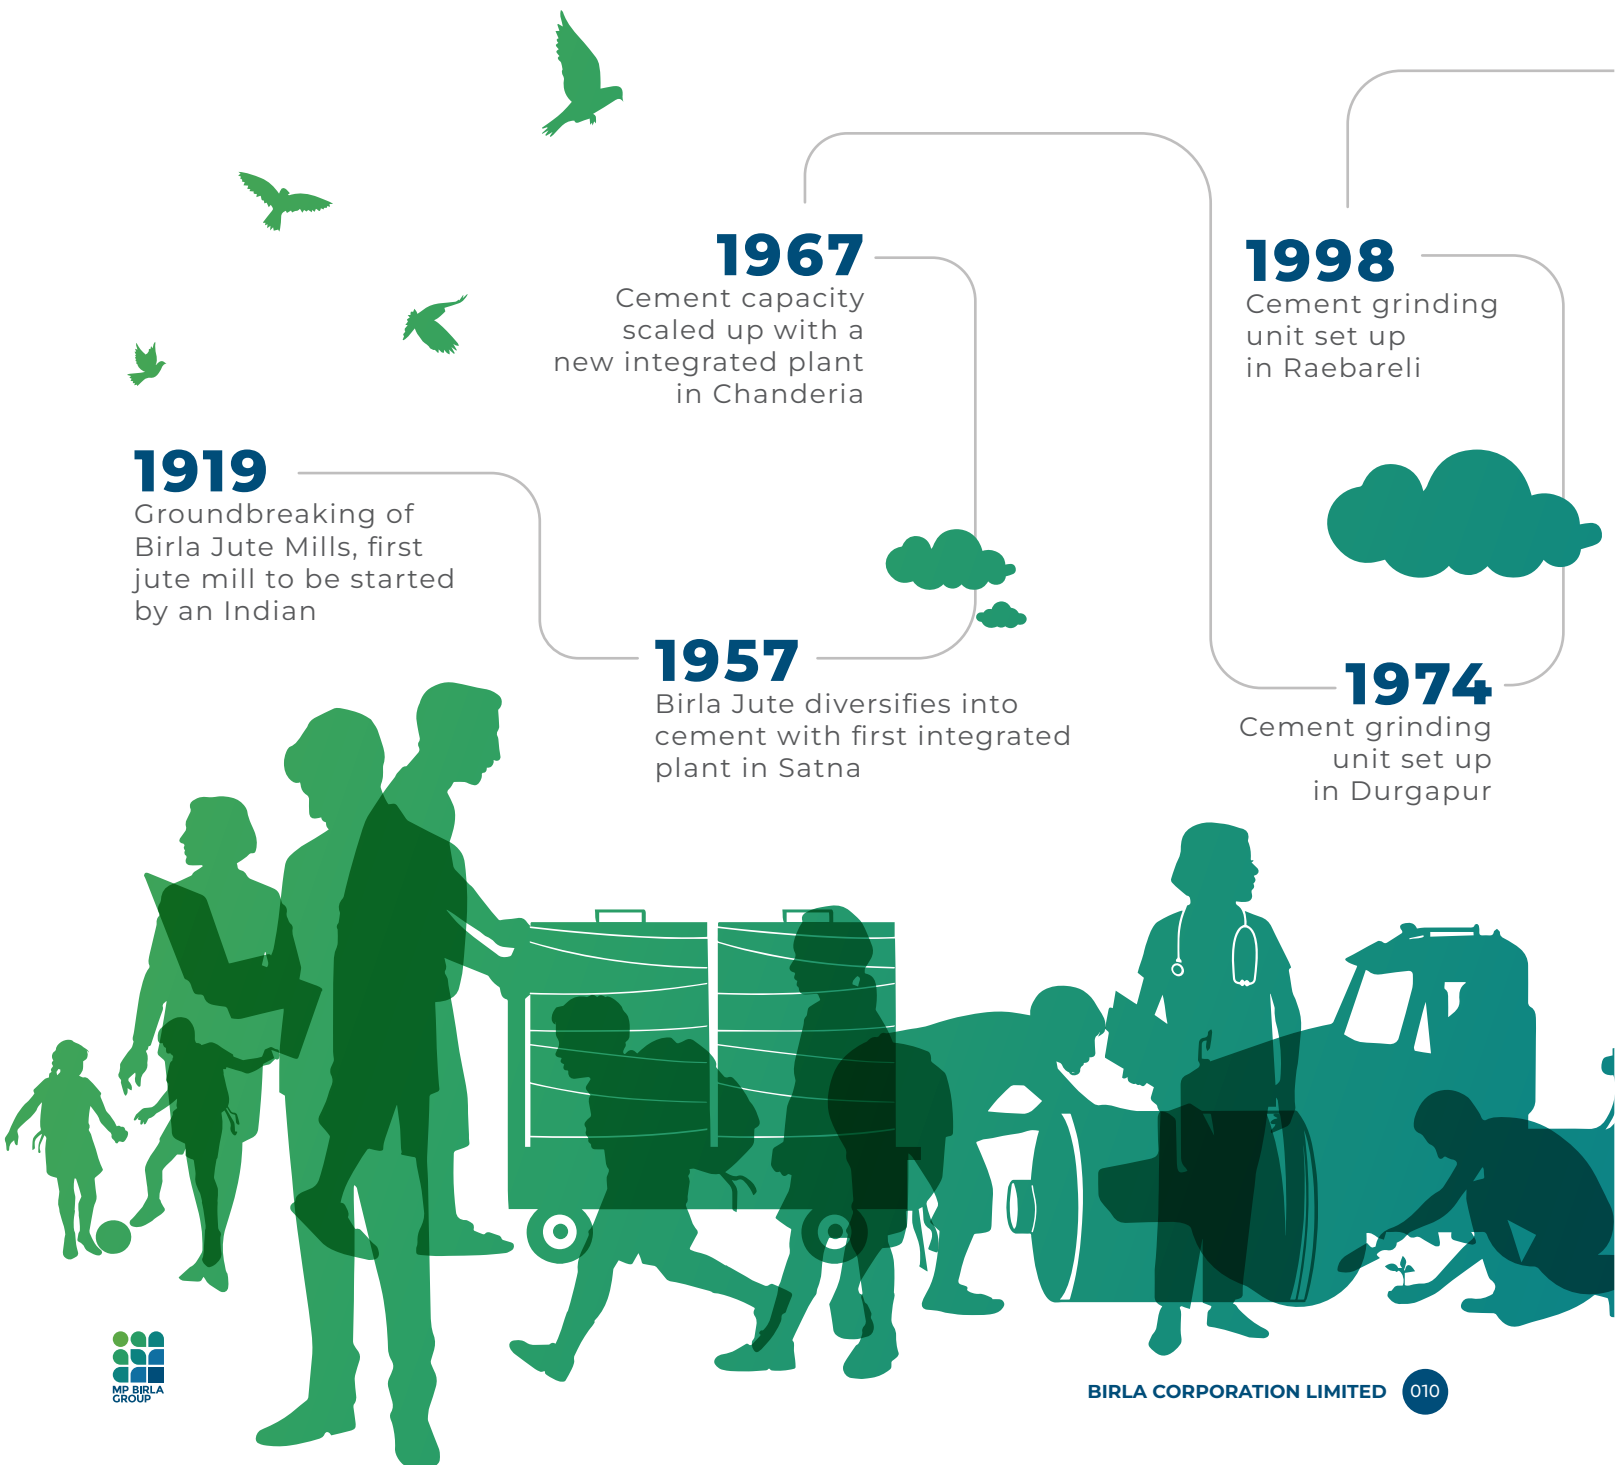 1919
Groundbreaking of
Birla Jute Mills, first
jute mill to be started
by an Indian
1957
Birla Jute diversifies into
cement with first integrated
plant in Satna
1967
Cement capacity
scaled up with a
new integrated plant
in Chanderia
1974
Cement grinding
unit set up
in Durgapur
1998
Cement grinding
unit set up
in Raebareli
MP BIRLA
GROUP
BIRLA CORPORATION LIMITED 010